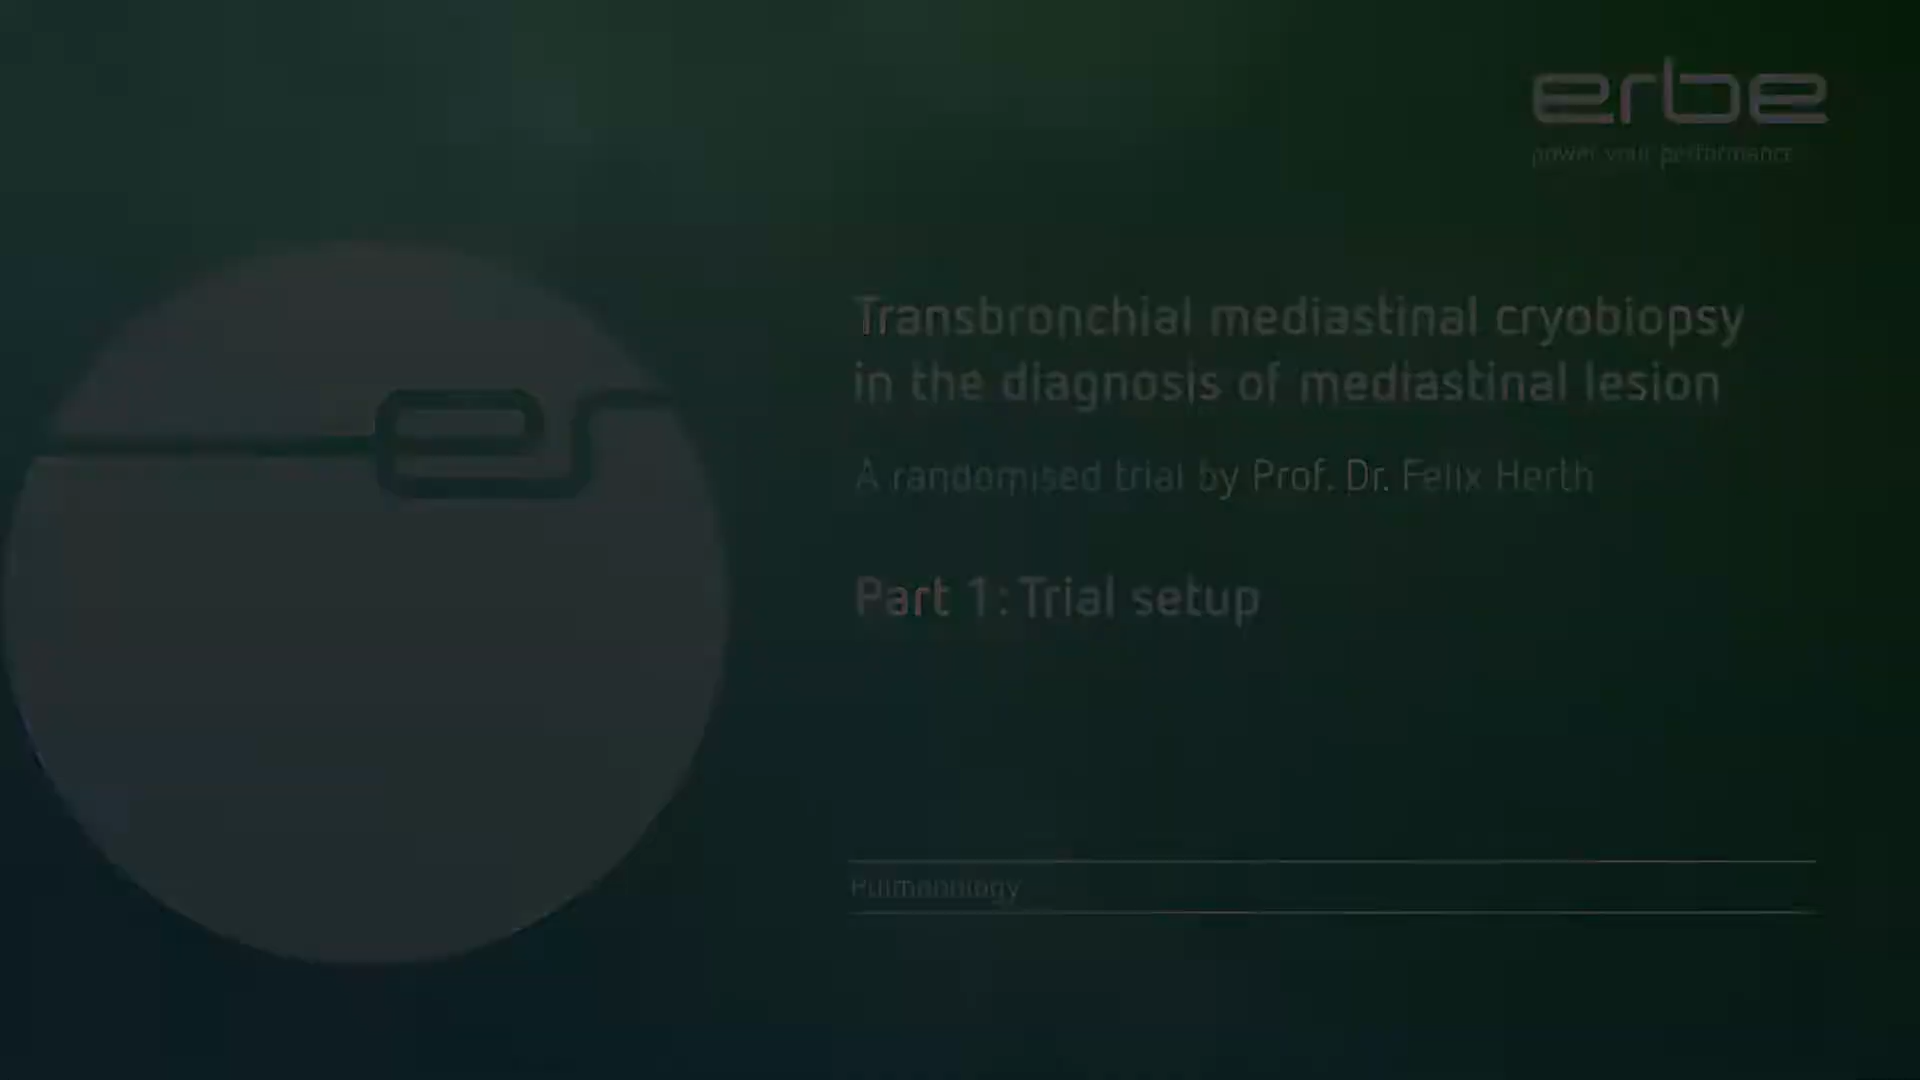 erbe
power your performance.
Transbronchial mediastinal cryobiopsy
in the diagnosis of mediastinal lesion
A randomised trial by Prof. Dr. Felix Herth
Part 1: Trial setup
Pulmonology